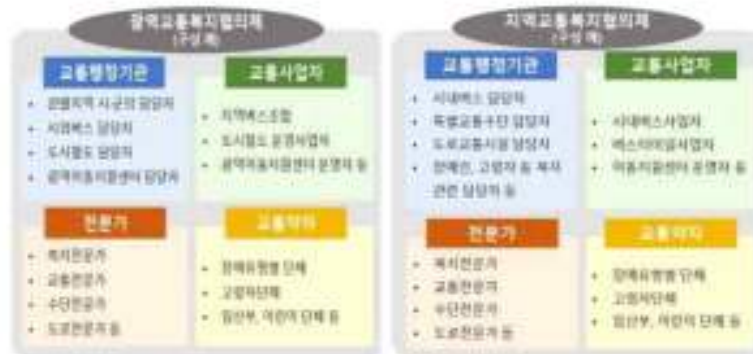 광역교통복지협의체
(구성 예)
교통행정기관
• 관할지역 시·군의 담당자
• 시외버스 담당자
• 도시철도 담당자
• 광역이동지원센터 담당자
교통사업자
• 지역버스조합
• 도시철도 운영사업자
• 광역이동지원센터 운영자 등
전문가
• 복지전문가
• 교통전문가
• 수단전문가
• 도로전문가 등
교통약자
• 장애유형별 단체
• 고령자단체
• 임산부, 어린이 단체 등
지역교통복지협의체
(구성 예)
교통행정기관
• 시내버스 담당자
• 특별교통수단 담당자
• 도로교통시설 담당자
• 장애인, 고령자 등 복지
관련 담당자 등
교통사업자
• 시내버스사업자
• 버스터미널사업자
• 이동지원센터 운영자 등
전문가
• 복지전문가
• 교통전문가
• 수단전문가
• 도로전문가 등
교통약자
• 장애유형별 단체
• 고령자단체
• 임산부, 어린이 단체 등